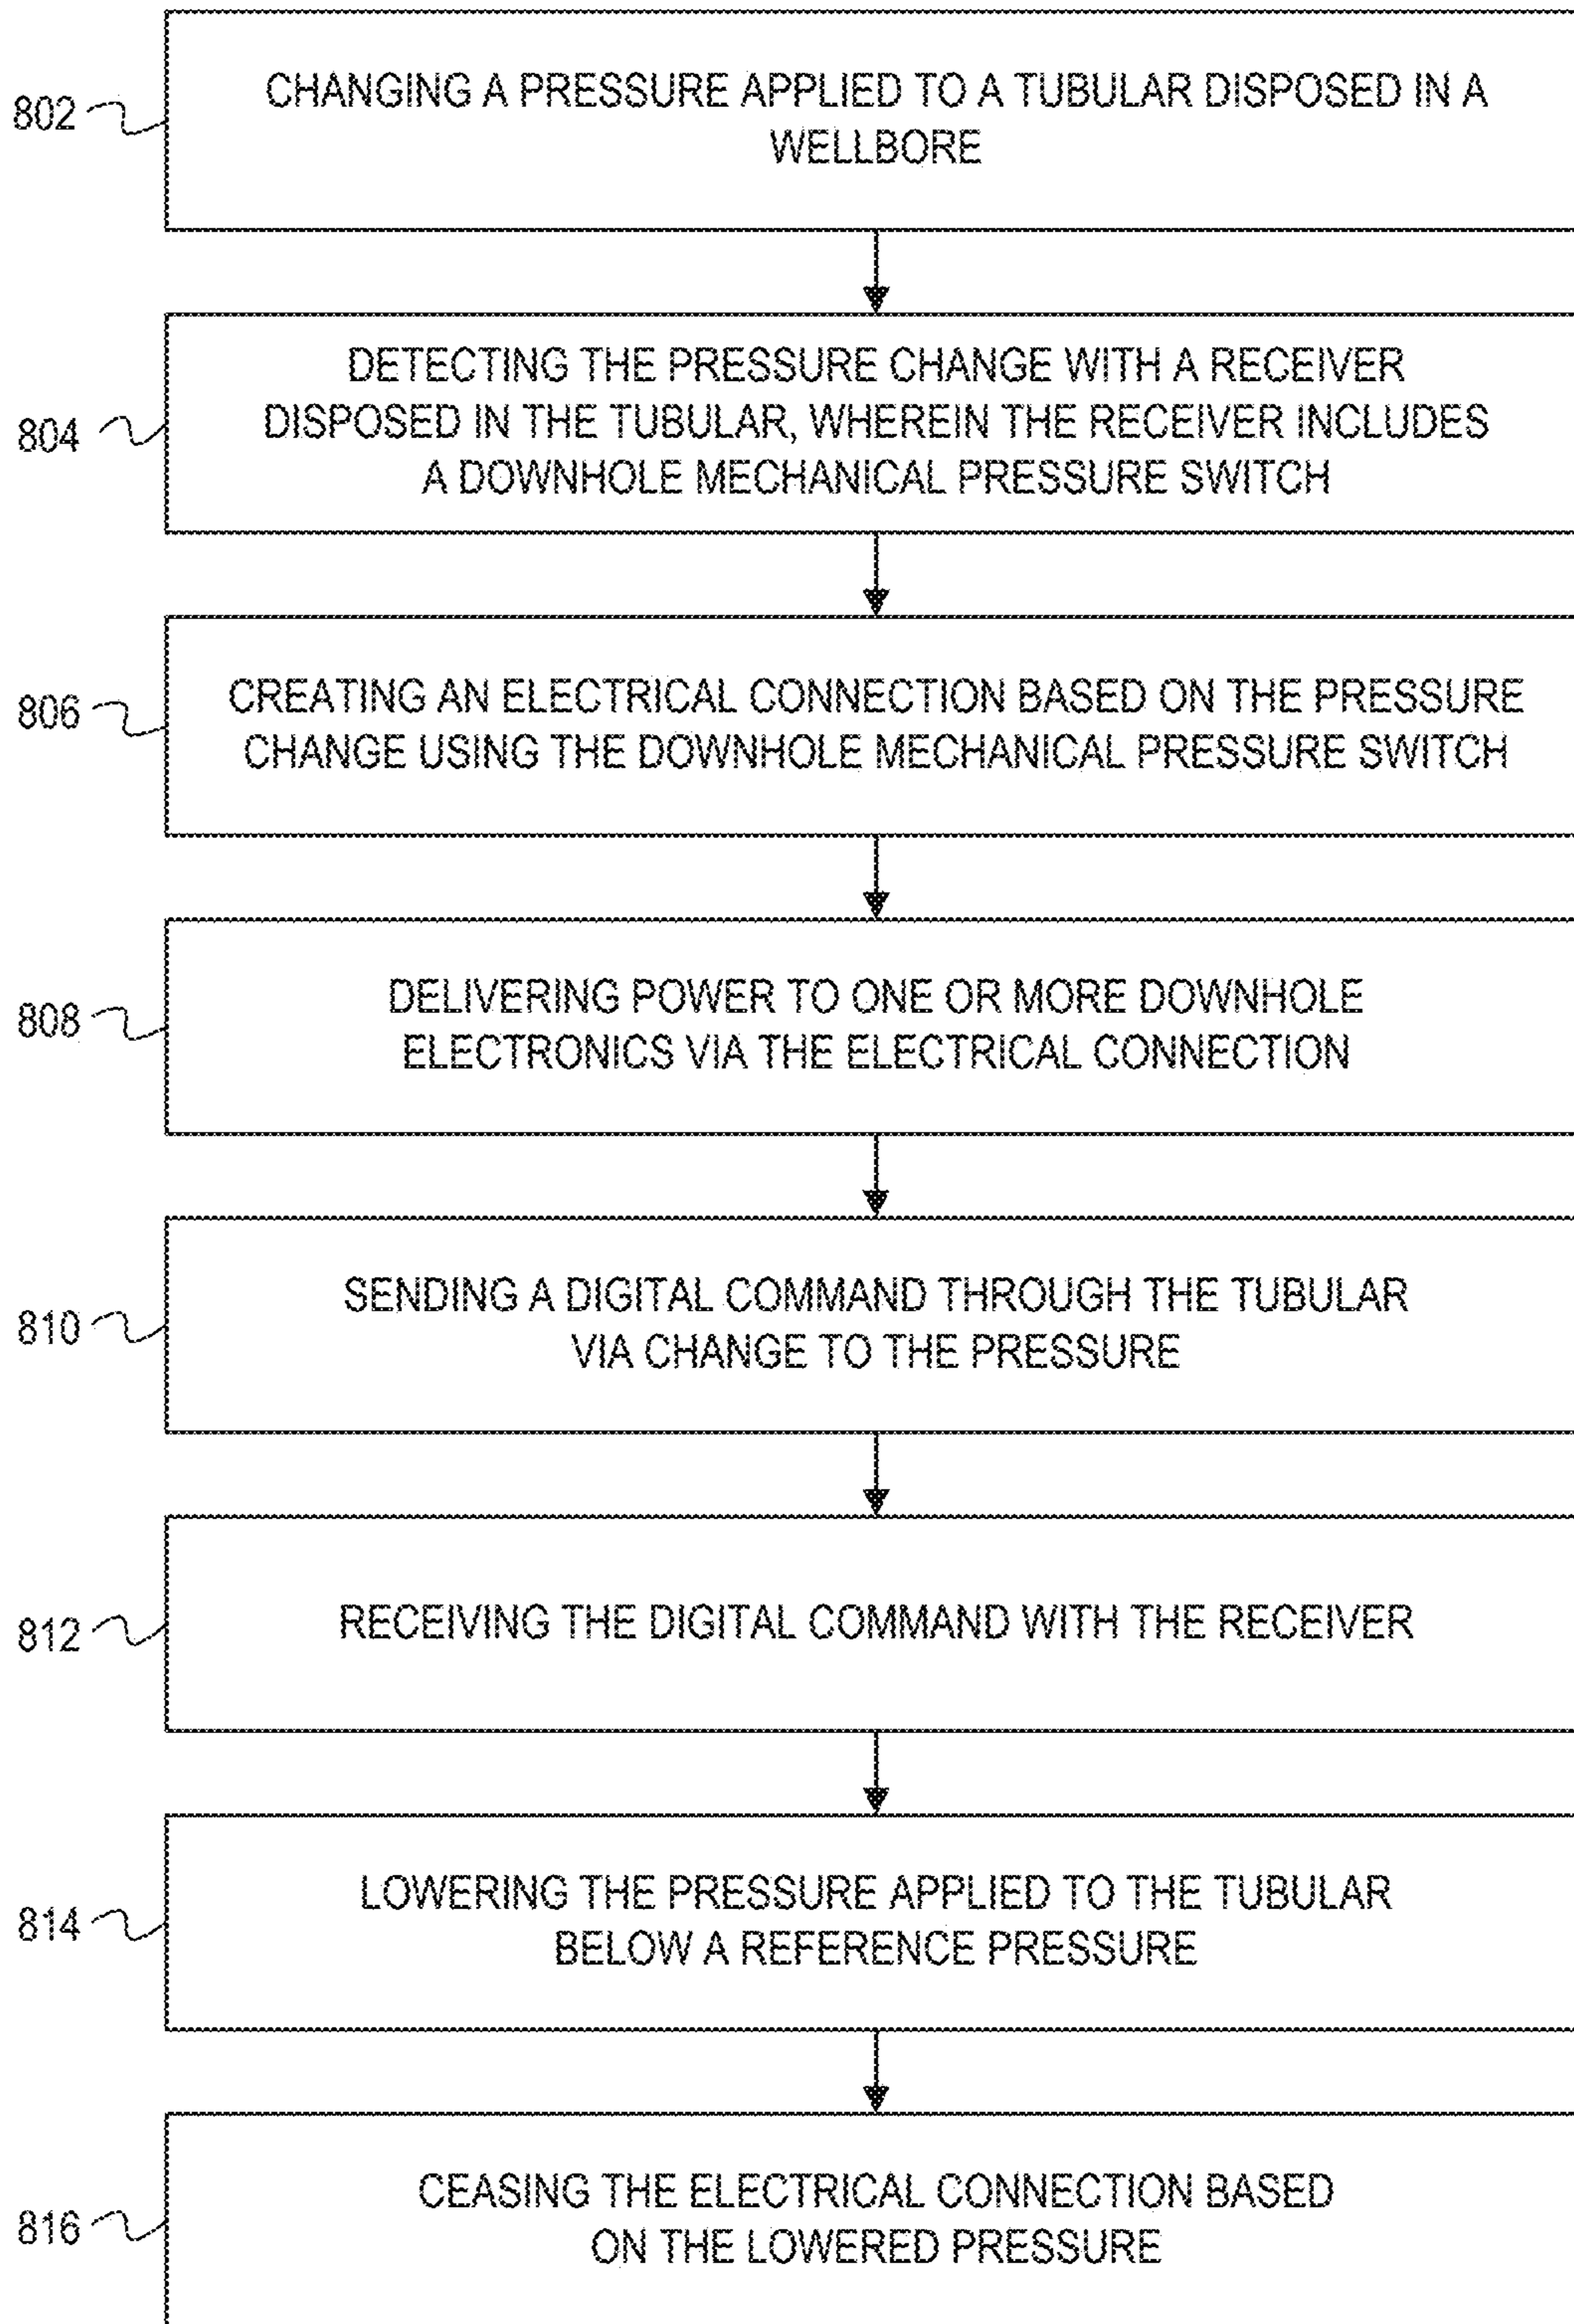 802
CHANGING A PRESSURE APPLIED TO A TUBULAR DISPOSED IN A
WELLBORE
804
DETECTING THE PRESSURE CHANGE WITH A RECEIVER
DISPOSED IN THE TUBULAR, WHEREIN THE RECEIVER INCLUDES
A DOWNHOLE MECHANICAL PRESSURE SWITCH
806
CREATING AN ELECTRICAL CONNECTION BASED ON THE PRESSURE
CHANGE USING THE DOWNHOLE MECHANICAL PRESSURE SWITCH
808
DELIVERING POWER TO ONE OR MORE DOWNHOLE
ELECTRONICS VIA THE ELECTRICAL CONNECTION
810
SENDING A DIGITAL COMMAND THROUGH THE TUBULAR
VIA CHANGE TO THE PRESSURE
812
RECEIVING THE DIGITAL COMMAND WITH THE RECEIVER
814
LOWERING THE PRESSURE APPLIED TO THE TUBULAR
BELOW A REFERENCE PRESSURE
816
CEASING THE ELECTRICAL CONNECTION BASED
ON THE LOWERED PRESSURE